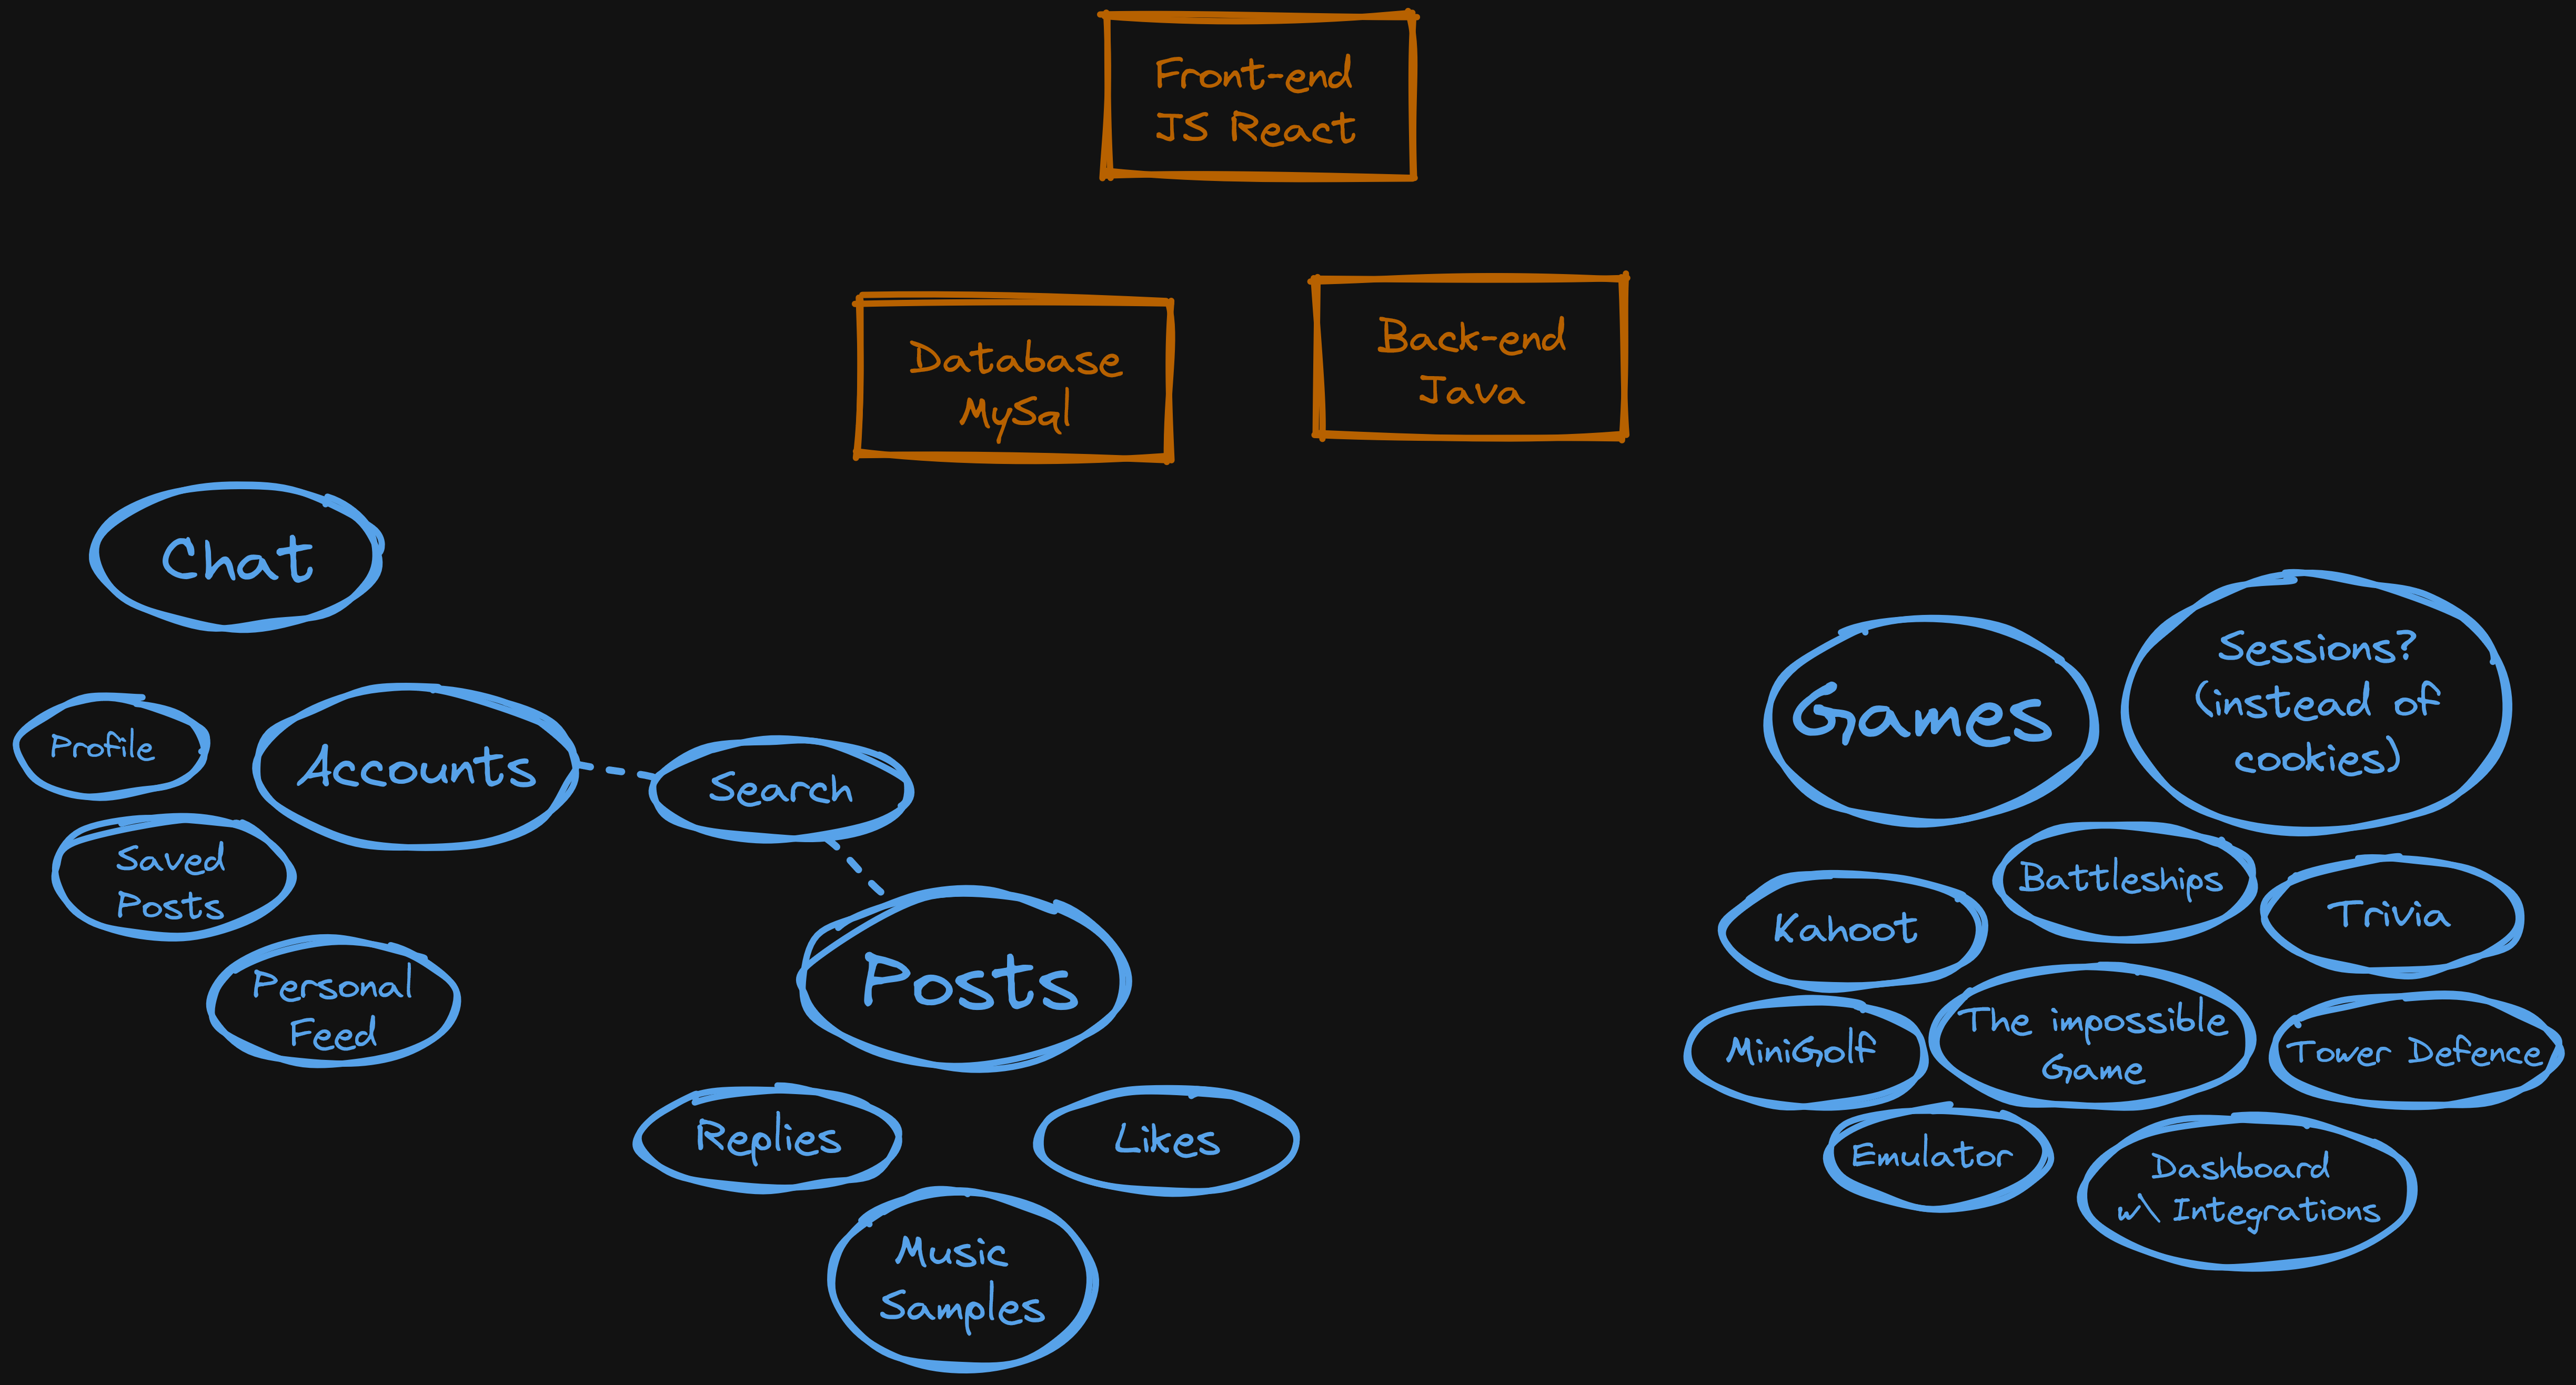 Front-end
JS React
Database
MySql
Back-end
Java
Chat
Profile
Accounts
Search
Saved
Posts
Personal
Feed
Posts
Replies
Likes
Music
Samples
Games
Sessions?
(instead of
cookies)
Battleships
Kahoot
Trivia
MiniGolf
The impossible
Game
Tower Defence
Emulator
Dashboard
w\ Integrations